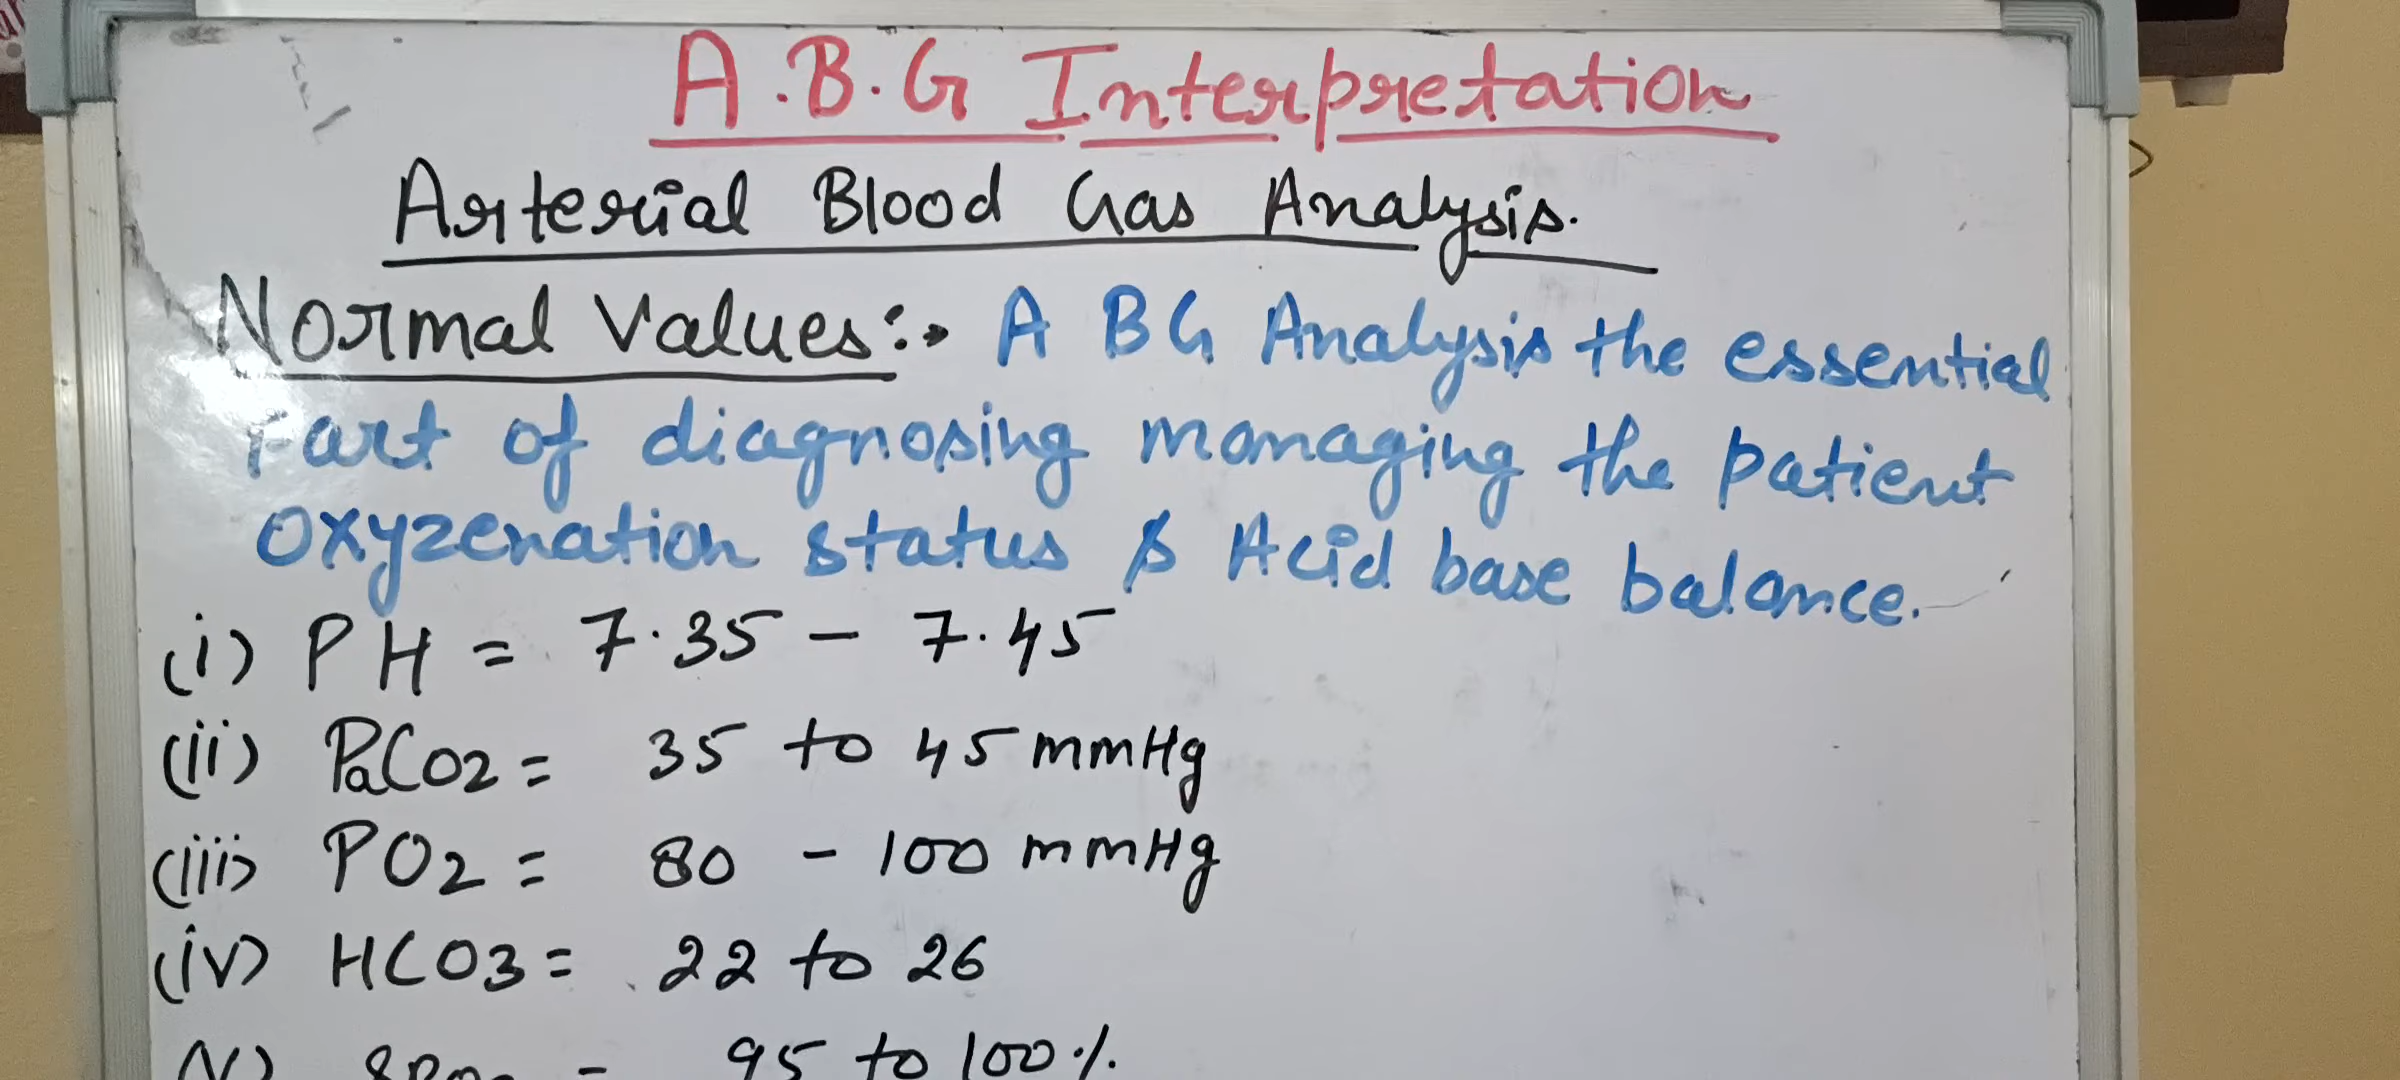 A.B.G Interpretation
Arterial Blood Gas Analysis.
Normal Values:- A BG Analysis the essential
Part of diagnosing managing the patient
oxyzenation status & Acid base balance.
(i) PH = 7.35 - 7.45
(ii) PaCO2 = 35 to 45 mmHg
(iii) PO2 = 80 - 100 mmHg
(iv) HCO3 = 22 to 26
(V) SPO2 = 95 to 100%